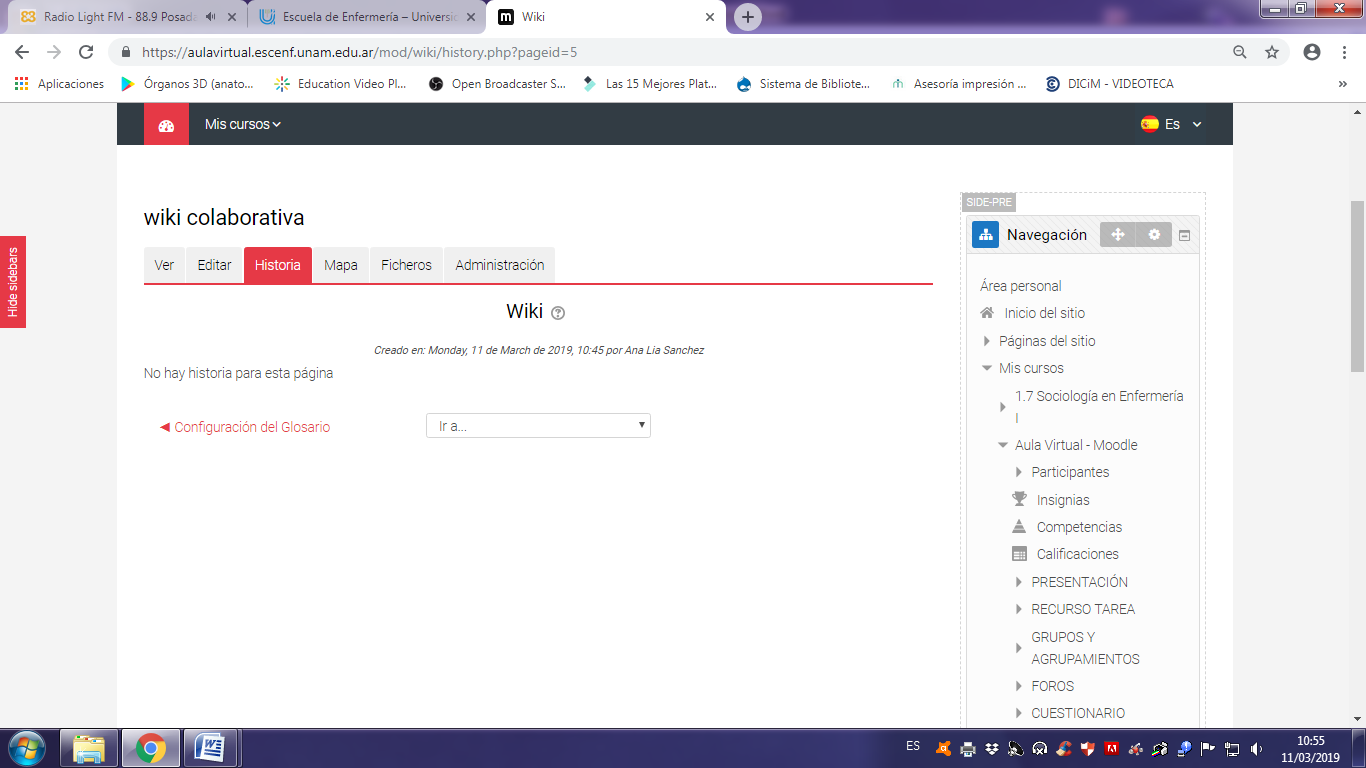 Radio Light FM - 88.9 Posada
Escuela de Enfermería – Universid
Wiki
https://aulavirtual.escenf.unam.edu.ar/mod/wiki/history.php?pageid=5
Aplicaciones
Órganos 3D (anato...
Education Video Pl...
Open Broadcaster S...
Las 15 Mejores Plat...
Sistema de Bibliote...
Asesoría impresión ...
DICiM - VIDEOTECA
Mis cursos
Es
Hide sidebars
wiki colaborativa
Ver
Editar
Historia
Mapa
Ficheros
Administración
Wiki
Creado en: Monday, 11 de March de 2019, 10:45 por Ana Lia Sanchez
No hay historia para esta página
◄ Configuración del Glosario
Ir a...
SIDE-PRE
Navegación
Área personal
Inicio del sitio
Páginas del sitio
Mis cursos
1.7 Sociología en Enfermería
I
Aula Virtual - Moodle
Participantes
Insignias
Competencias
Calificaciones
PRESENTACIÓN
RECURSO TAREA
GRUPOS Y
AGRUPAMIENTOS
FOROS
CUESTIONARIO
ES
10:55
11/03/2019